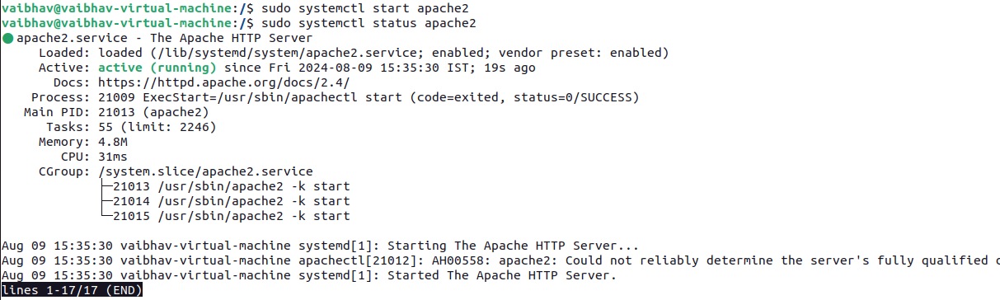 vaibhav@vaibhav-virtual-machine:/$ sudo systemctl start apache2
vaibhav@vaibhav-virtual-machine:/$ sudo systemctl status apache2
● apache2.service - The Apache HTTP Server
     Loaded: loaded (/lib/systemd/system/apache2.service; enabled; vendor preset: enabled)
     Active: active (running) since Fri 2024-08-09 15:35:30 IST; 19s ago
       Docs: https://httpd.apache.org/docs/2.4/
    Process: 21009 ExecStart=/usr/sbin/apachectl start (code=exited, status=0/SUCCESS)
   Main PID: 21013 (apache2)
      Tasks: 55 (limit: 2246)
     Memory: 4.8M
        CPU: 31ms
     CGroup: /system.slice/apache2.service
             ├─21013 /usr/sbin/apache2 -k start
             ├─21014 /usr/sbin/apache2 -k start
             └─21015 /usr/sbin/apache2 -k start

Aug 09 15:35:30 vaibhav-virtual-machine systemd[1]: Starting The Apache HTTP Server...
Aug 09 15:35:30 vaibhav-virtual-machine apachectl[21012]: AH00558: apache2: Could not reliably determine the server's fully qualified
Aug 09 15:35:30 vaibhav-virtual-machine systemd[1]: Started The Apache HTTP Server.
lines 1-17/17 (END)